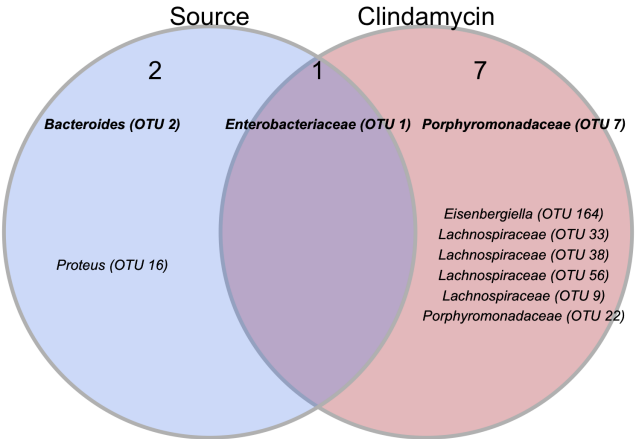 Source Clindamycin
2 1 7
Bacteroides (OTU 2) Enterobacteriaceae (OTU 1) Porphyromonadaceae (OTU 7)
Eisenbergiella (OTU 164)
Lachnospiraceae (OTU 33)
Lachnospiraceae (OTU 38)
Proteus (OTU 16)
Lachnospiraceae (OTU 56)
Lachnospiraceae (OTU 9)
Porphyromonadaceae (OTU 22)